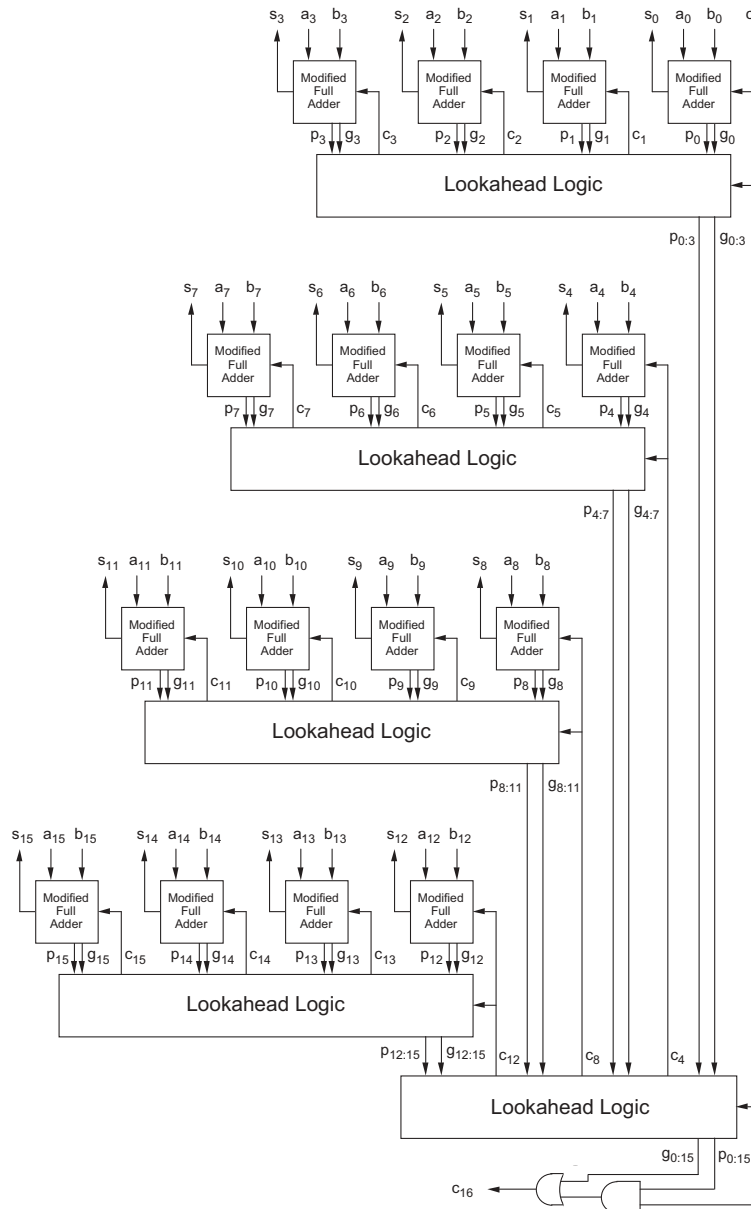 s3 a3 b3 s2 a2 b2 s1 a1 b1 s0 a0 b0 c
Modified Full Adder Modified Full Adder Modified Full Adder Modified Full Adder
p3 g3 c3 p2 g2 c2 p1 g1 c1 p0 g0
Lookahead Logic
p0:3 g0:3
s7 a7 b7 s6 a6 b6 s5 a5 b5 s4 a4 b4
Modified Full Adder Modified Full Adder Modified Full Adder Modified Full Adder
p7 g7 c7 p6 g6 c6 p5 g5 c5 p4 g4
Lookahead Logic
p4:7 g4:7
s11 a11 b11 s10 a10 b10 s9 a9 b9 s8 a8 b8
Modified Full Adder Modified Full Adder Modified Full Adder Modified Full Adder
p11 g11 c11 p10 g10 c10 p9 g9 c9 p8 g8
Lookahead Logic
p8:11 g8:11
s15 a15 b15 s14 a14 b14 s13 a13 b13 s12 a12 b12
Modified Full Adder Modified Full Adder Modified Full Adder Modified Full Adder
p15 g15 c15 p14 g14 c14 p13 g13 c13 p12 g12
Lookahead Logic
p12:15 g12:15 c12 c8 c4
Lookahead Logic
g0:15 p0:15
c16